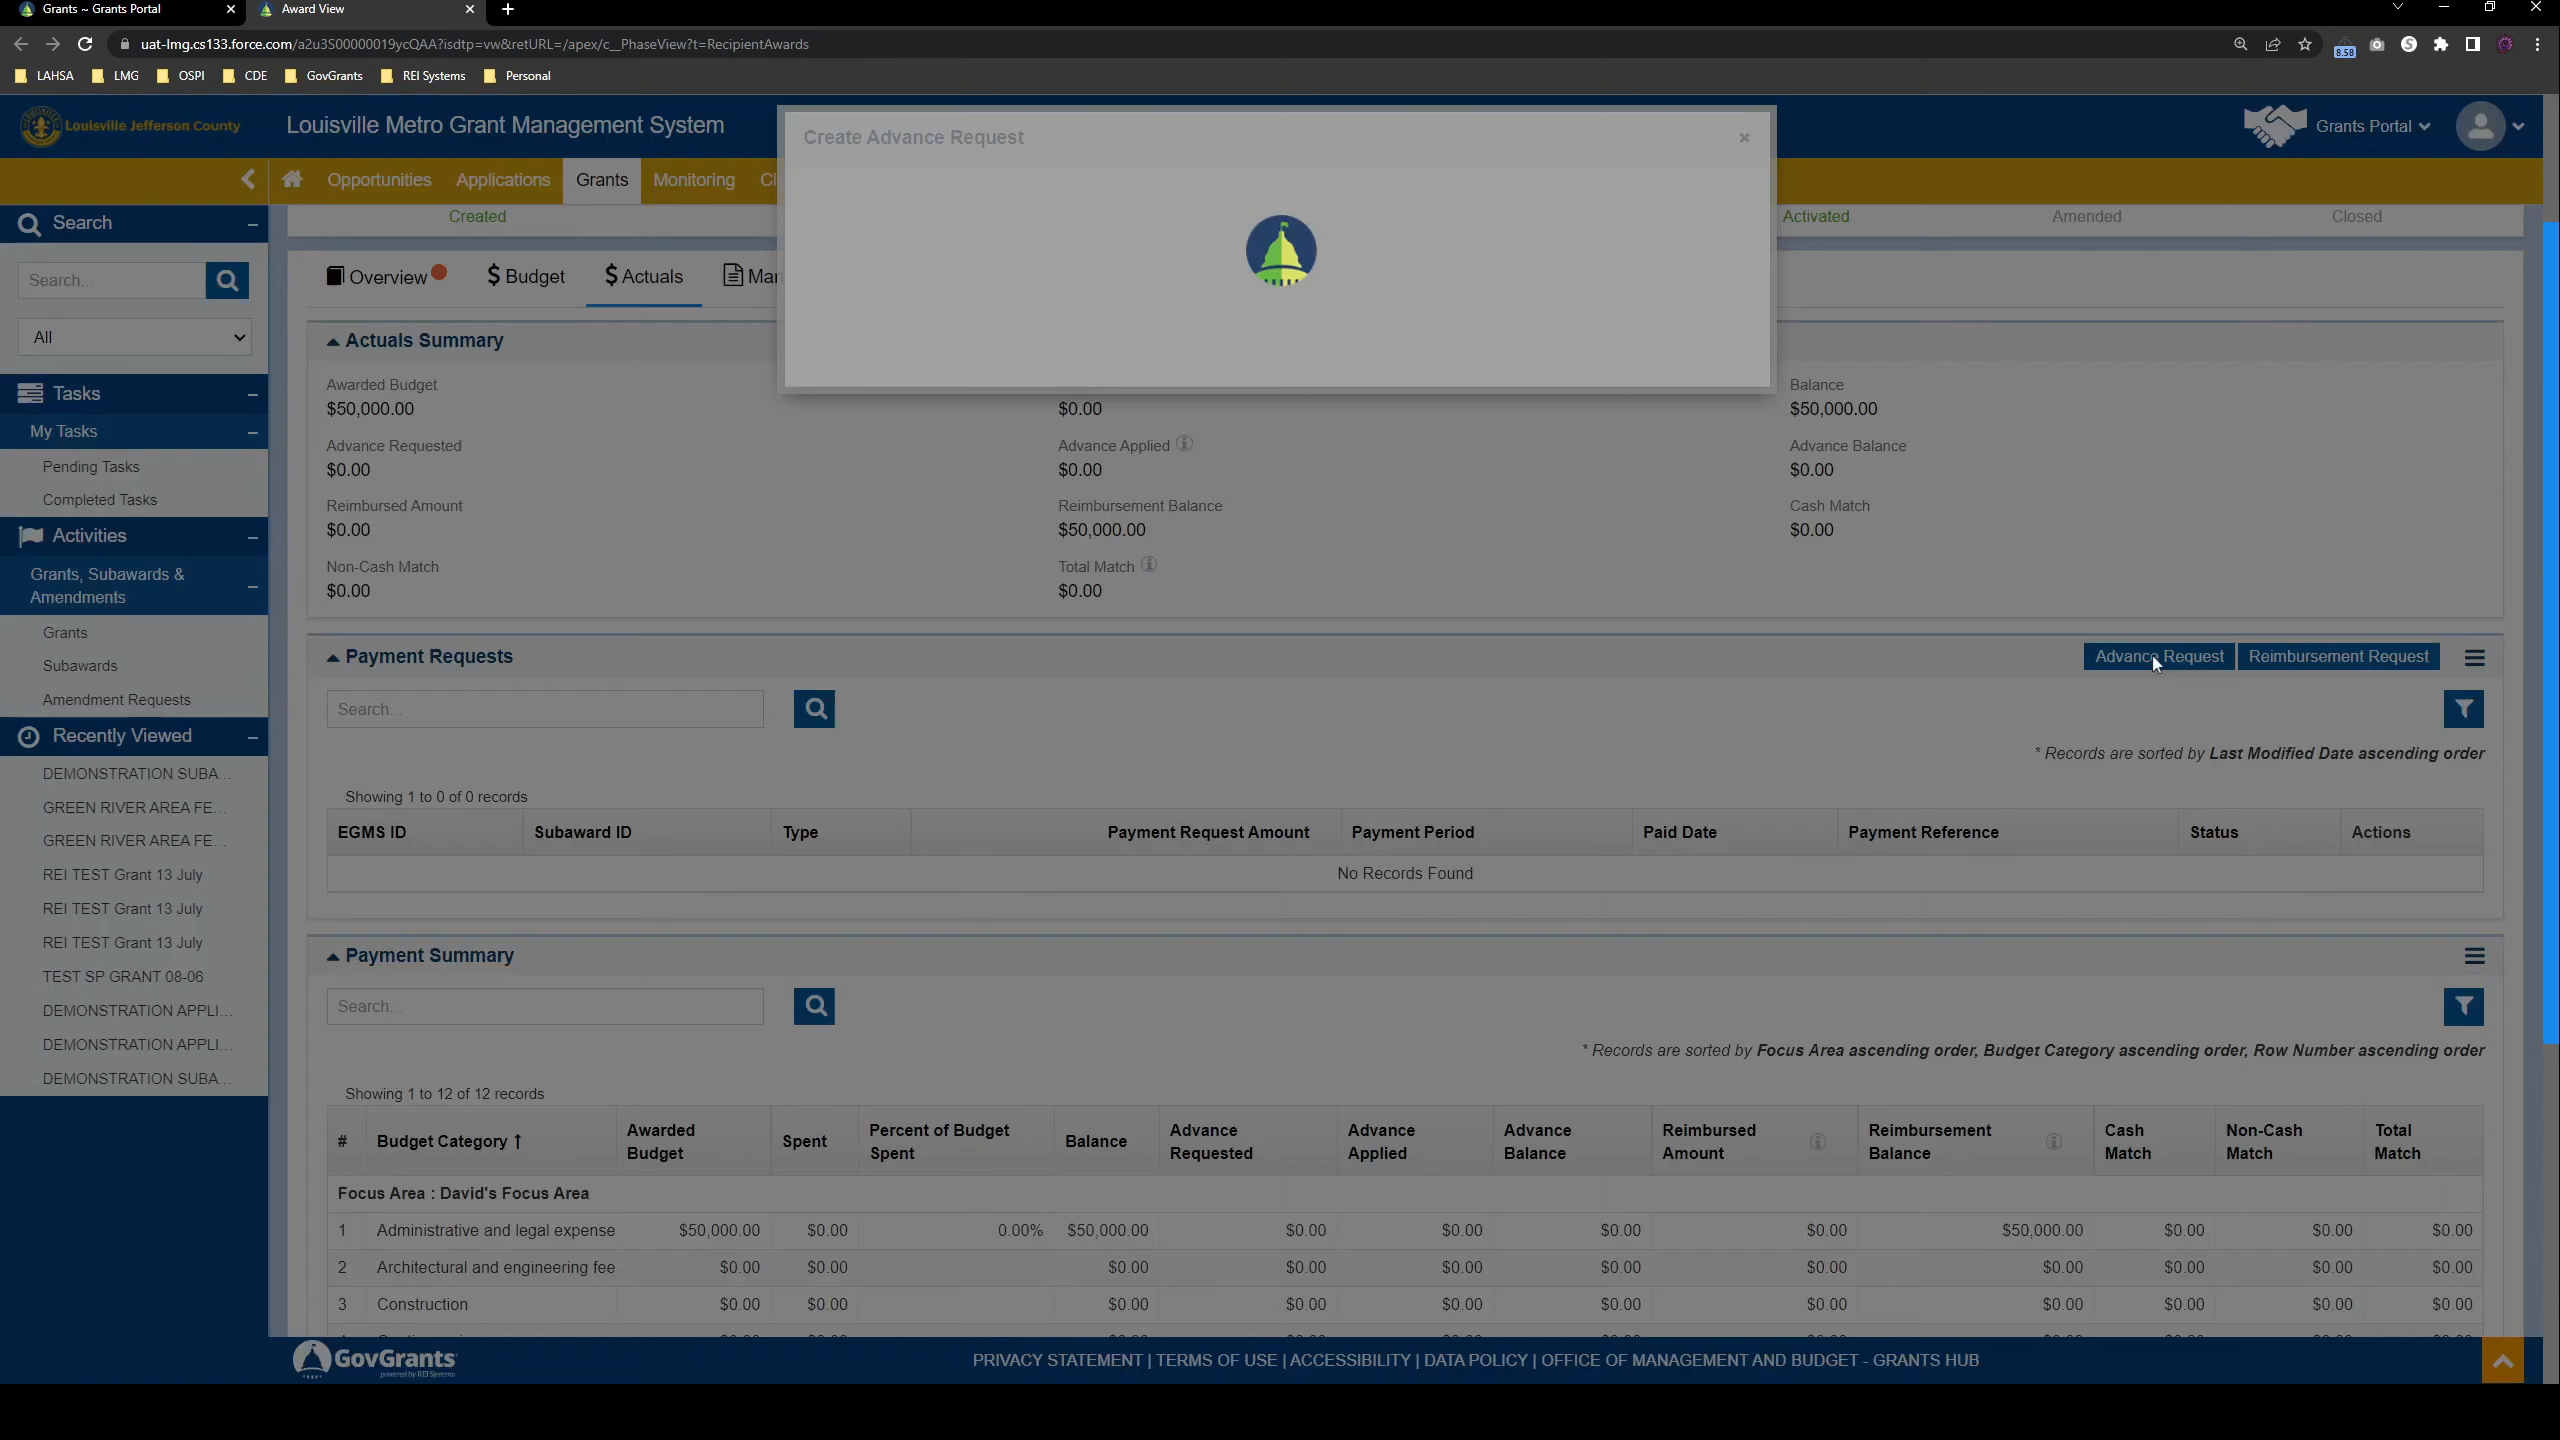 Grants ~ Grants Portal
Award View
uat-lmg.cs133.force.com/a2u3S00000019ycQAA?isdtp=vw&retURL=/apex/c__PhaseView?t=RecipientAwards
8.58
LAHSA LMG OSPI CDE GovGrants REI Systems Personal
Louisville Jefferson County
Louisville Metro Grant Management System
Grants Portal
Opportunities Applications Grants Monitoring Cl
Create Advance Request
×
Search
Search...
All
Tasks
My Tasks
Pending Tasks
Completed Tasks
Activities
Grants, Subawards &
Amendments
Grants
Subawards
Amendment Requests
Recently Viewed
DEMONSTRATION SUBA...
GREEN RIVER AREA FE...
GREEN RIVER AREA FE...
REI TEST Grant 13 July
REI TEST Grant 13 July
REI TEST Grant 13 July
TEST SP GRANT 08-06
DEMONSTRATION APPLI...
DEMONSTRATION APPLI...
DEMONSTRATION SUBA...
Created Activated Amended Closed
Overview $ Budget $ Actuals Mar
Actuals Summary
Awarded Budget Balance
$50,000.00 $0.00 $50,000.00
Advance Requested Advance Applied Advance Balance
$0.00 $0.00 $0.00
Reimbursed Amount Reimbursement Balance Cash Match
$0.00 $50,000.00 $0.00
Non-Cash Match Total Match
$0.00 $0.00
Payment Requests Advance Request Reimbursement Request
Search...
* Records are sorted by Last Modified Date ascending order
Showing 1 to 0 of 0 records
EGMS ID Subaward ID Type Payment Request Amount Payment Period Paid Date Payment Reference Status Actions
No Records Found
Payment Summary
Search...
* Records are sorted by Focus Area ascending order, Budget Category ascending order, Row Number ascending order
Showing 1 to 12 of 12 records
# Budget Category ↑ Awarded Budget Spent Percent of Budget Spent Balance Advance Requested Advance Applied Advance Balance Reimbursed Amount Reimbursement Balance Cash Match Non-Cash Match Total Match
Focus Area : David's Focus Area
1 Administrative and legal expense $50,000.00 $0.00 0.00% $50,000.00 $0.00 $0.00 $0.00 $0.00 $50,000.00 $0.00 $0.00 $0.00
2 Architectural and engineering fee $0.00 $0.00 $0.00 $0.00 $0.00 $0.00 $0.00 $0.00 $0.00 $0.00 $0.00
3 Construction $0.00 $0.00 $0.00 $0.00 $0.00 $0.00 $0.00 $0.00 $0.00 $0.00 $0.00
GovGrants
powered by REI Systems
PRIVACY STATEMENT | TERMS OF USE | ACCESSIBILITY | DATA POLICY | OFFICE OF MANAGEMENT AND BUDGET - GRANTS HUB